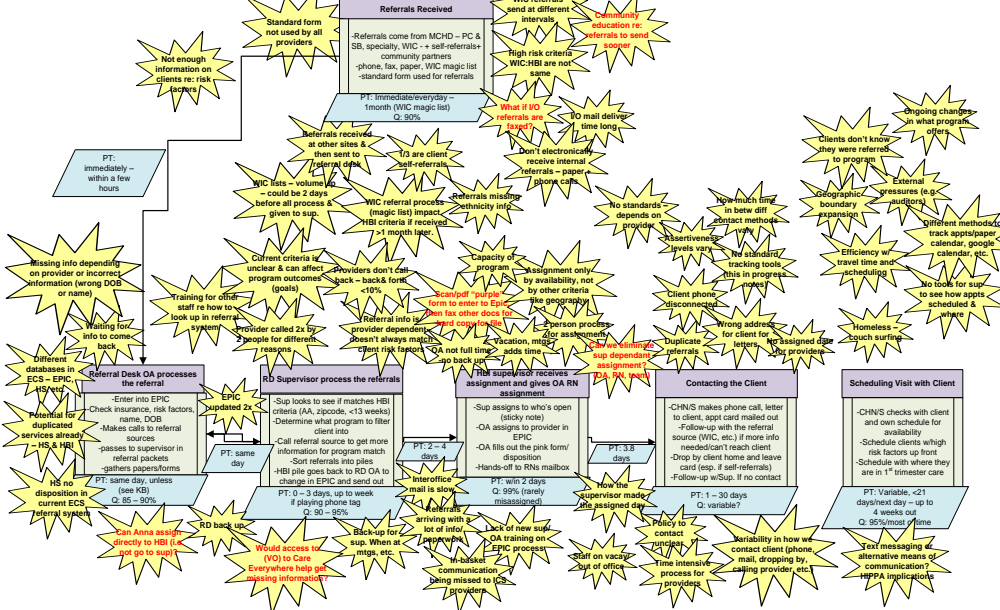 Referrals Received
-Referrals come from MCHD – PC &
SB, specialty, WIC - + self-referrals+
community partners
-phone, fax, paper, WIC magic list
-standard form used for referrals
PT: Immediate/everyday –
1month (WIC magic list)
Q: 90%
Standard form
not used by all
providers
WIC referrals
send at different
intervals
Community
education re:
referrals to send
sooner
Not enough
information on
clients re: risk
factors
High risk criteria
WIC:HBI are not
same
What if I/O
referrals are
faxed?
I/O mail deliver
time long
PT:
immediately –
within a few
hours
Referrals received
at other sites &
then sent to
referral desk
1/3 are client
self-referrals
Don't electronically
receive internal
referrals – paper +
phone calls
Ongoing changes
in what program
offers
Clients don't know
they were referred
to program
WIC lists – volume up
– could be 2 days
before all process &
given to sup.
WIC referral process
(magic list) impact
HBI criteria if received
>1 month later.
Referrals missing
ethnicity info
No standards –
depends on
provider
How much time
in betw diff
contact methods
vary
Geographic
boundary
expansion
External
pressures (e.g.
auditors)
Different methods to
track appts/paper
calendar, google
calendar, etc.
Assertiveness
levels vary
No standard
tracking tools
(this in progress
notes)
Efficiency w/
travel time and
scheduling
No tools for sup
to see how appts
scheduled &
where
Missing info depending
on provider or incorrect
information (wrong DOB
or name)
Current criteria is
unclear & can affect
program outcomes
(goals)
Providers don't call
back – back& forth
<10%
Capacity of
program
Assignment only
by availability, not
by other criteria
like geography
Scan/pdf "purple"
form to enter to Epic,
then fax other docs for
hard copy for file
Client phone
disconnected
Training for other
staff re how to
look up in referral
system
Waiting for
info to come
back
Provider called 2x by
2 people for different
reasons
Referral info is
provider dependent-
doesn't always match
client risk factors
OA not full time
no back up
Vacation, mtgs
adds time
2 person process
for assignment
Can we eliminate
sup dependant
assignment?
(OA, RN, team)
Duplicate
referrals
Wrong address
for client for
letters
No assigned date
for providers
Homeless –
couch surfing
Different
databases in
ECS – EPIC,
HS, etc.
Potential for
duplicated
services already
– HS & HBI
HS no
disposition in
current ECS
referral system
Referral Desk OA processes
the referral
-Enter into EPIC
-Check insurance, risk factors,
name, DOB
-Makes calls to referral
sources
-passes to supervisor in
referral packets
-gathers papers/forms
PT: same day, unless
(see KB)
Q: 85 – 90%
EPIC
updated 2x
PT: same
day
RD Supervisor process the referrals
-Sup looks to see if matches HBI
criteria (AA, zipcode, <13 weeks)
-Determine what program to filter
client into
-Call referral source to get more
information for program match
-Sort referrals into piles
-HBI pile goes back to RD OA to
change in EPIC and send out
PT: 0 – 3 days, up to week
if playing phone tag
Q: 90 – 95%
PT: 2 – 4
days
HBI supervisor receives
assignment and gives OA RN
assignment
-Sup assigns to who's open
(sticky note)
-OA assigns to provider in
EPIC
-OA fills out the pink form/
disposition
-Hands-off to RNs mailbox
PT: w/in 2 days
Q: 99% (rarely
misassigned)
PT: 3.8
days
Contacting the Client
-CHN/S makes phone call, letter
to client, appt card mailed out
-Follow-up with the referral
source (WIC, etc.) if more info
needed/can't reach client
-Drop by client home and leave
card (esp. if self-referrals)
-Follow-up w/Sup. If no contact
PT: 1 – 30 days
Q: variable?
Scheduling Visit with Client
-CHN/S checks with client
and own schedule for
availability
-Schedule clients w/high
risk factors up front
-Schedule with where they
are in 1st trimester care
PT: Variable, <21
days/next day – up to
4 weeks out
Q: 95%/most of time
Can Anna assign
directly to HBI (i.e.
not go to sup)?
RD back up
Would access to
(VO) to Care
Everywhere help get
missing information?
Back-up for
sup. When at
mtgs, etc.
Interoffice
mail is slow
Referrals
arriving with a
lot of info/
paperwork
In-basket
communication
being missed to ICS
providers
Lack of new sup/
OA training on
EPIC process
How the
supervisor made
the assigned day
Staff on vacay/
out of office
Policy to
contact
unclear
Time intensive
process for
providers
Variability in how we
contact client (phone,
mail, dropping by,
calling provider, etc.)
Text messaging or
alternative means of
communication?
HIPPA implications